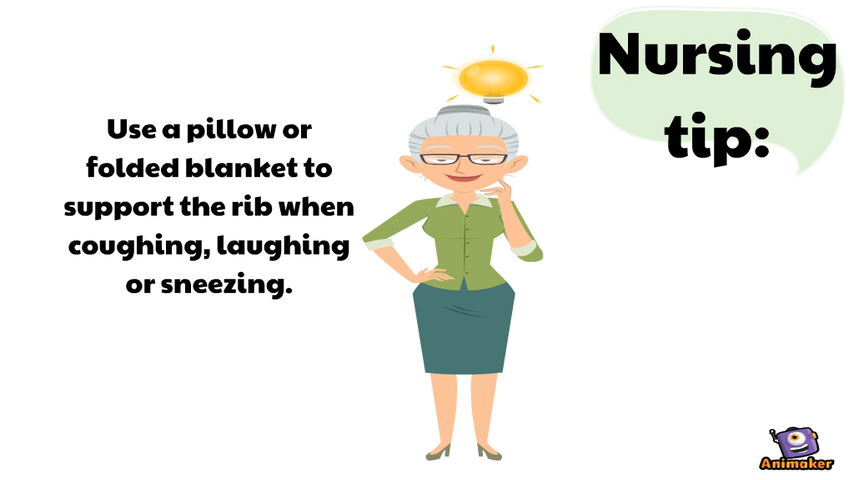 Nursing
tip:
Use a pillow or
folded blanket to
support the rib when
coughing, laughing
or sneezing.
Animaker